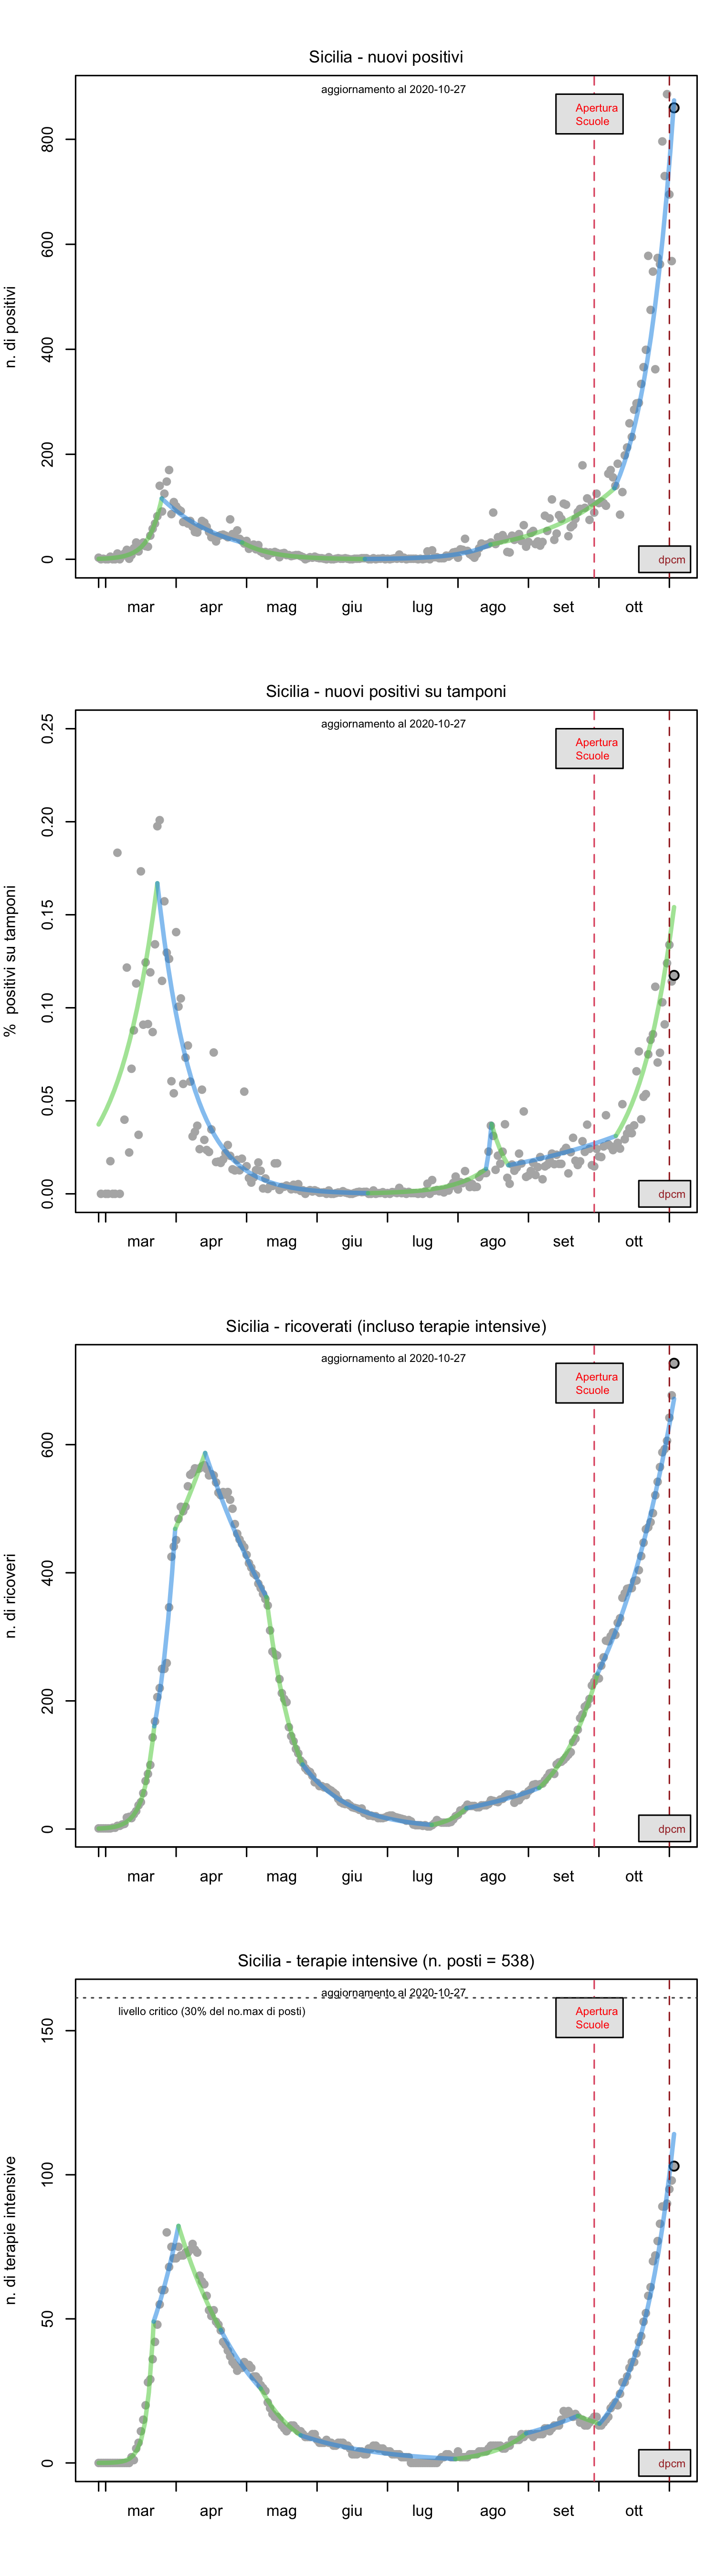 Sicilia - nuovi positivi
aggiornamento al 2020-10-27
Apertura
Scuole
n. di positivi
800
600
400
200
0
dpcm
mar apr mag giu lug ago set ott
Sicilia - nuovi positivi su tamponi
aggiornamento al 2020-10-27
Apertura
Scuole
% positivi su tamponi
0.25
0.20
0.15
0.10
0.05
0.00
dpcm
mar apr mag giu lug ago set ott
Sicilia - ricoverati (incluso terapie intensive)
aggiornamento al 2020-10-27
Apertura
Scuole
n. di ricoveri
600
400
200
0
dpcm
mar apr mag giu lug ago set ott
Sicilia - terapie intensive (n. posti = 538)
aggiornamento al 2020-10-27
livello critico (30% del no.max di posti)
Apertura
Scuole
n. di terapie intensive
150
100
50
0
dpcm
mar apr mag giu lug ago set ott